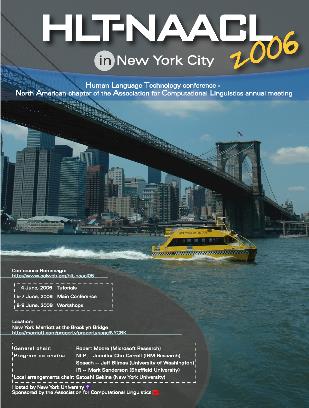 HLT-NAACL
2006
in New York City
Human Language Technology conference -
North American chapter of the Association for Computational Linguistics annual meeting
Conference Homepage:
4 June, 2006 Tutorials
5-7 June, 2006 Main Conference
8-9 June, 2006 Workshops
Location:
New York Marriott at the Brooklyn Bridge
General chair: Robert Moore (Microsoft Research)
Program co-chairs: NLP - Jennifer Chu-Carroll (IBM Research)
Speech - Jeff Bilmes (University of Washington)
IR - Mark Sanderson (Sheffield University)
Local arrangements chair: Satoshi Sekine (New York University)
Hosted by New York University
Sponsored by the Association for Computational Linguistics